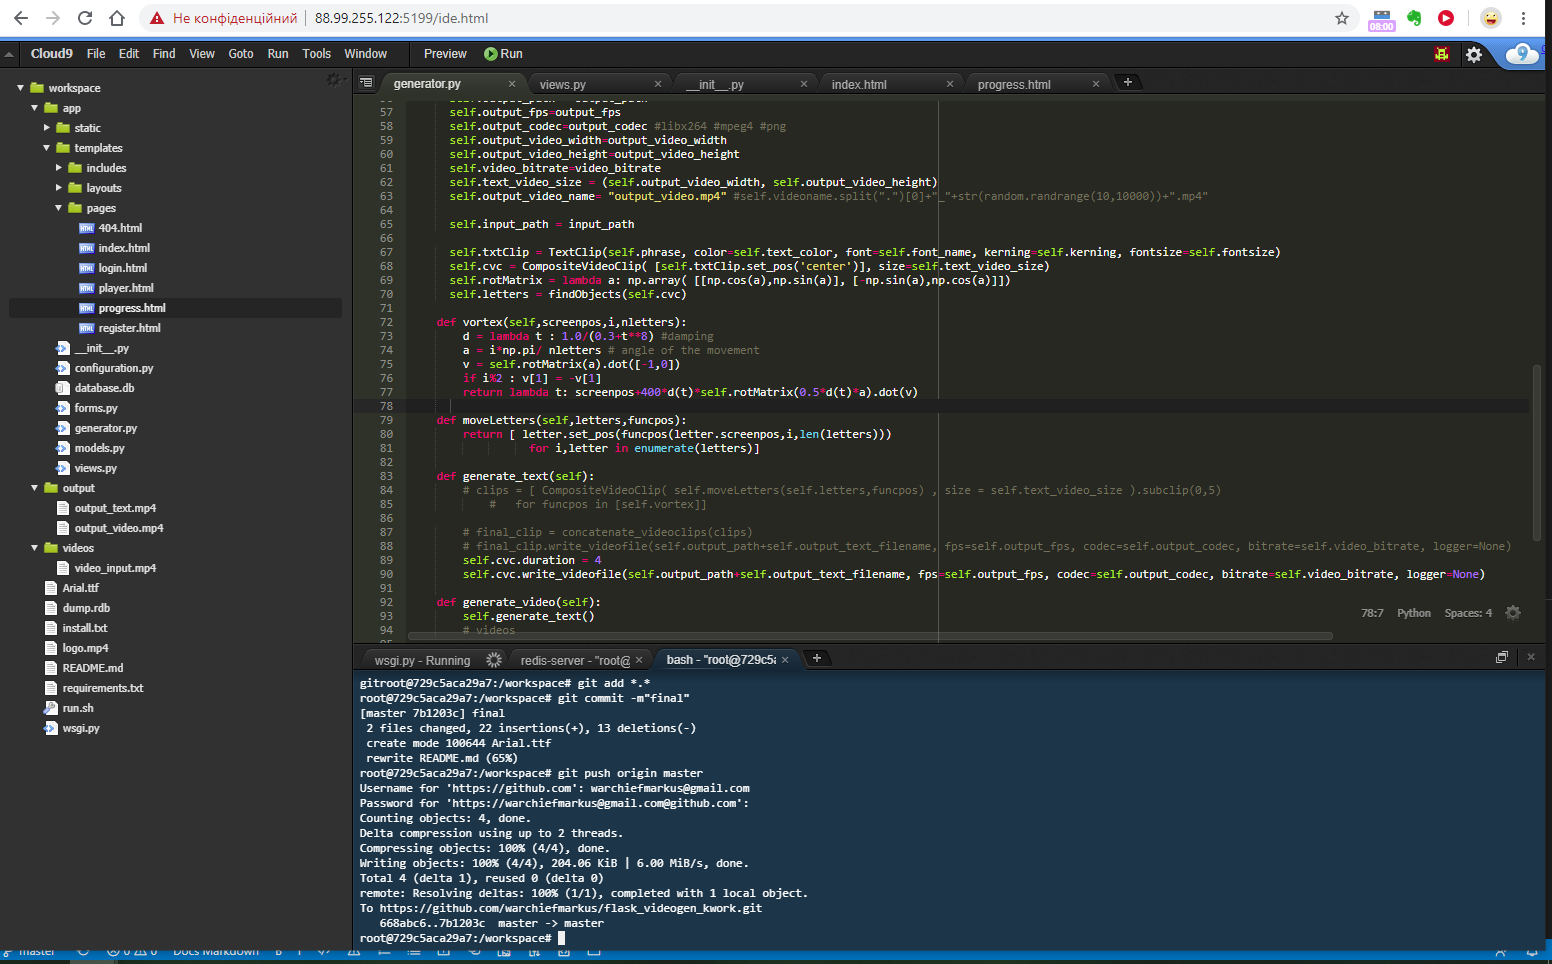 Не конфіденційний 88.99.255.122:5199/ide.html
08:00
Cloud9 File Edit Find View Goto Run Tools Window Preview Run
9
workspace
app
static
templates
includes
layouts
pages
404.html
index.html
login.html
player.html
progress.html
register.html
__init__.py
configuration.py
database.db
forms.py
generator.py
models.py
views.py
output
output_text.mp4
output_video.mp4
videos
video_input.mp4
Arial.ttf
dump.rdb
install.txt
logo.mp4
README.md
requirements.txt
run.sh
wsgi.py
generator.py views.py __init__.py index.html progress.html
57 self.output_fps=output_fps
58 self.output_codec=output_codec #libx264 #mpeg4 #png
59 self.output_video_width=output_video_width
60 self.output_video_height=output_video_height
61 self.video_bitrate=video_bitrate
62 self.text_video_size = (self.output_video_width, self.output_video_height)
63 self.output_video_name= "output_video.mp4" #self.videoname.split(".")[0]+"_"+str(random.randrange(10,10000))+".mp4"
64
65 self.input_path = input_path
66
67 self.txtClip = TextClip(self.phrase, color=self.text_color, font=self.font_name, kerning=self.kerning, fontsize=self.fontsize)
68 self.cvc = CompositeVideoClip( [self.txtClip.set_pos('center')], size=self.text_video_size)
69 self.rotMatrix = lambda a: np.array( [[np.cos(a),np.sin(a)], [-np.sin(a),np.cos(a)]])
70 self.letters = findObjects(self.cvc)
71
72 def vortex(self,screenpos,i,nletters):
73 d = lambda t : 1.0/(0.3+t**8) #damping
74 a = i*np.pi/ nletters # angle of the movement
75 v = self.rotMatrix(a).dot([-1,0])
76 if i%2 : v[1] = -v[1]
77 return lambda t: screenpos+400*d(t)*self.rotMatrix(0.5*d(t)*a).dot(v)
78
79 def moveLetters(self,letters,funcpos):
80 return [ letter.set_pos(funcpos(letter.screenpos,i,len(letters)))
81 for i,letter in enumerate(letters)]
82
83 def generate_text(self):
84 # clips = [ CompositeVideoClip( self.moveLetters(self.letters,funcpos) , size = self.text_video_size ).subclip(0,5)
85 # for funcpos in [self.vortex]]
86
87 # final_clip = concatenate_videoclips(clips)
88 # final_clip.write_videofile(self.output_path+self.output_text_filename, fps=self.output_fps, codec=self.output_codec, bitrate=self.video_bitrate, logger=None)
89 self.cvc.duration = 4
90 self.cvc.write_videofile(self.output_path+self.output_text_filename, fps=self.output_fps, codec=self.output_codec, bitrate=self.video_bitrate, logger=None)
91
92 def generate_video(self):
93 self.generate_text()
94 # videos
78:7 Python Spaces: 4
wsgi.py - Running redis-server - "root@ bash - "root@729c5a
gitroot@729c5aca29a7:/workspace# git add *.*
root@729c5aca29a7:/workspace# git commit -m"final"
[master 7b1203c] final
2 files changed, 22 insertions(+), 13 deletions(-)
create mode 100644 Arial.ttf
rewrite README.md (65%)
root@729c5aca29a7:/workspace# git push origin master
Username for 'https://github.com': warchiefmarkus@gmail.com
Password for 'https://warchiefmarkus@gmail.com@github.com':
Counting objects: 4, done.
Delta compression using up to 2 threads.
Compressing objects: 100% (4/4), done.
Writing objects: 100% (4/4), 204.06 KiB | 6.00 MiB/s, done.
Total 4 (delta 1), reused 0 (delta 0)
remote: Resolving deltas: 100% (1/1), completed with 1 local object.
To https://github.com/warchiefmarkus/flask_videogen_kwork.git
668abc6..7b1203c master -> master
root@729c5aca29a7:/workspace#
master 0 0 Docs Markdown